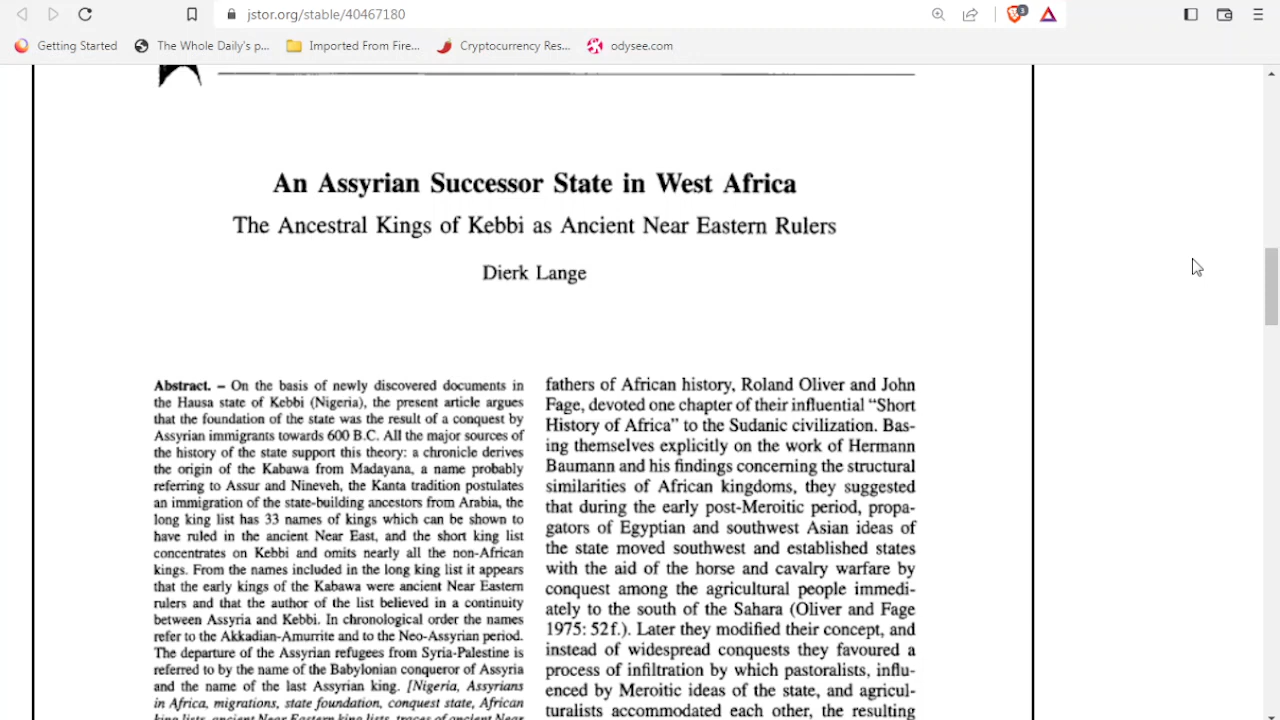 jstor.org/stable/40467180
3
Getting Started
The Whole Daily's p...
Imported From Fire...
Cryptocurrency Res...
odysee.com
An Assyrian Successor State in West Africa
The Ancestral Kings of Kebbi as Ancient Near Eastern Rulers
Dierk Lange
Abstract. – On the basis of newly discovered documents in
the Hausa state of Kebbi (Nigeria), the present article argues
that the foundation of the state was the result of a conquest by
Assyrian immigrants towards 600 B.C. All the major sources of
the history of the state support this theory: a chronicle derives
the origin of the Kabawa from Madayana, a name probably
referring to Assur and Nineveh, the Kanta tradition postulates
an immigration of the state-building ancestors from Arabia, the
long king list has 33 names of kings which can be shown to
have ruled in the ancient Near East, and the short king list
concentrates on Kebbi and omits nearly all the non-African
kings. From the names included in the long king list it appears
that the early kings of the Kabawa were ancient Near Eastern
rulers and that the author of the list believed in a continuity
between Assyria and Kebbi. In chronological order the names
refer to the Akkadian-Amurrite and to the Neo-Assyrian period.
The departure of the Assyrian refugees from Syria-Palestine is
referred to by the name of the Babylonian conqueror of Assyria
and the name of the last Assyrian king. [Nigeria, Assyrians
in Africa, migrations, state foundation, conquest state, African
king lists, ancient Near Eastern king lists, traces of ancient Near
fathers of African history, Roland Oliver and John
Fage, devoted one chapter of their influential “Short
History of Africa” to the Sudanic civilization. Bas-
ing themselves explicitly on the work of Hermann
Baumann and his findings concerning the structural
similarities of African kingdoms, they suggested
that during the early post-Meroitic period, propa-
gators of Egyptian and southwest Asian ideas of
the state moved southwest and established states
with the aid of the horse and cavalry warfare by
conquest among the agricultural people immedi-
ately to the south of the Sahara (Oliver and Fage
1975: 52f.). Later they modified their concept, and
instead of widespread conquests they favoured a
process of infiltration by which pastoralists, influ-
enced by Meroitic ideas of the state, and agricul-
turalists accommodated each other, the resulting